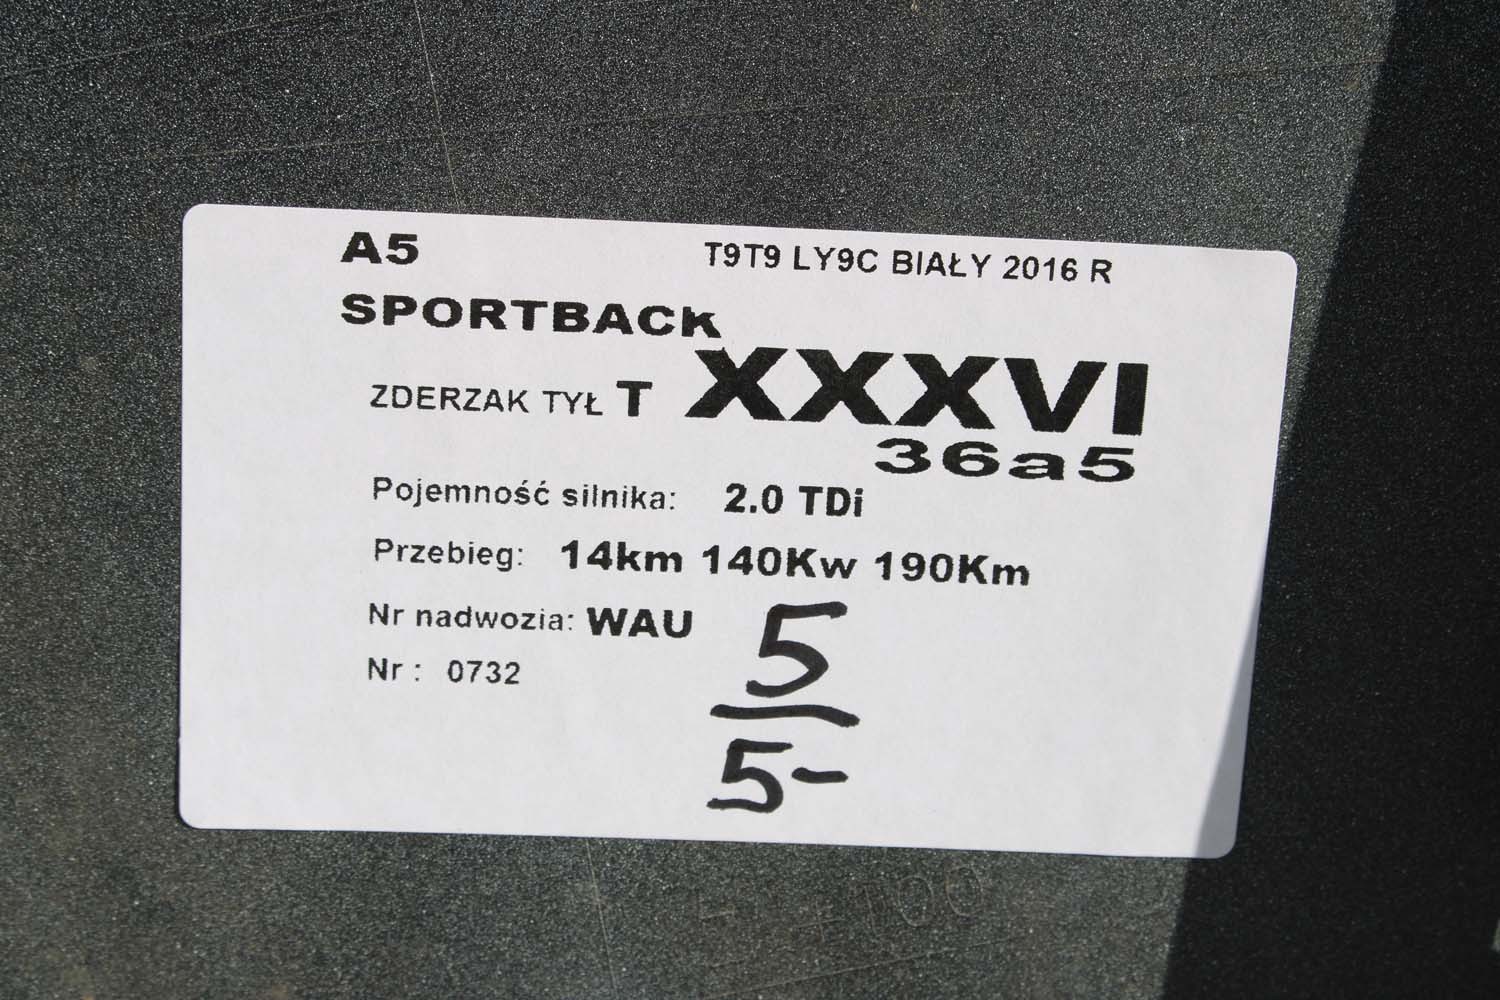 A5 T9T9 LY9C BIAŁY 2016 R
SPORTBACK
ZDERZAK TYŁ T XXXVI
36a5
Pojemność silnika: 2.0 TDi
Przebieg: 14km 140Kw 190Km
Nr nadwozia: WAU
Nr : 0732
5
5-